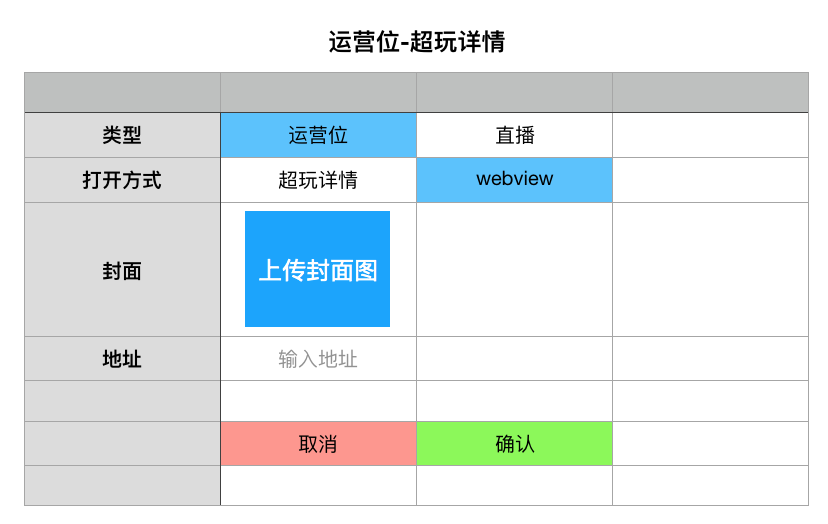 运营位-超玩详情
类型 运营位 直播
打开方式 超玩详情 webview
封面 上传封面图
地址 输入地址
取消 确认